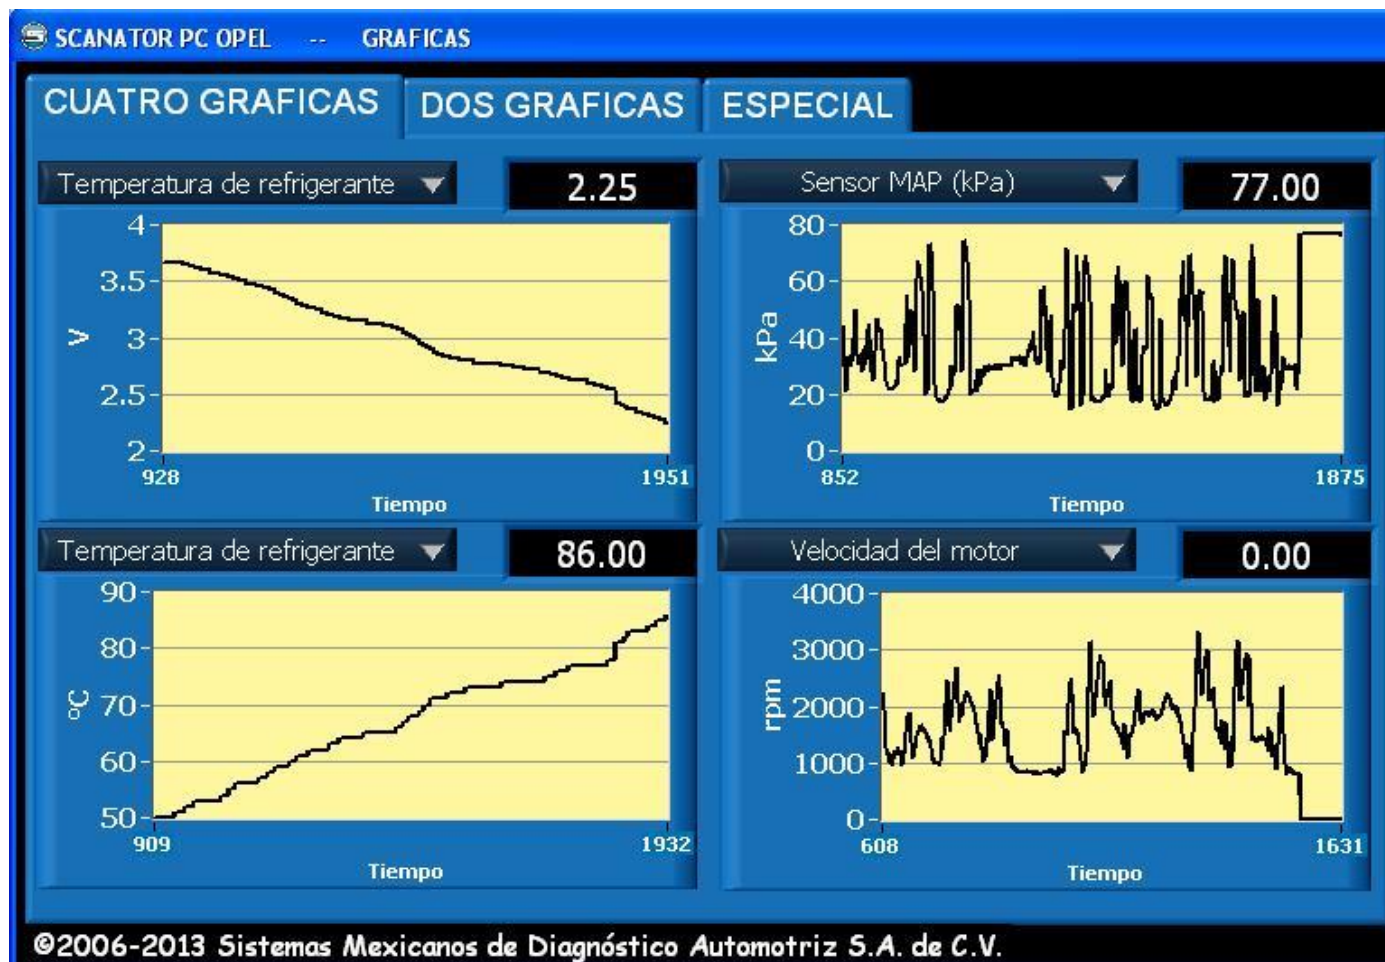 SCANATOR PC OPEL -- GRAFICAS
CUATRO GRAFICAS DOS GRAFICAS ESPECIAL
Temperatura de refrigerante 2.25
4
3.5
3
2.5
2
V
928 1951
Tiempo
Sensor MAP (kPa) 77.00
80
60
40
20
0
kPa
852 1875
Tiempo
Temperatura de refrigerante 86.00
90
80
70
60
50
ºC
909 1932
Tiempo
Velocidad del motor 0.00
4000
3000
2000
1000
0
rpm
608 1631
Tiempo
©2006-2013 Sistemas Mexicanos de Diagnóstico Automotriz S.A. de C.V.